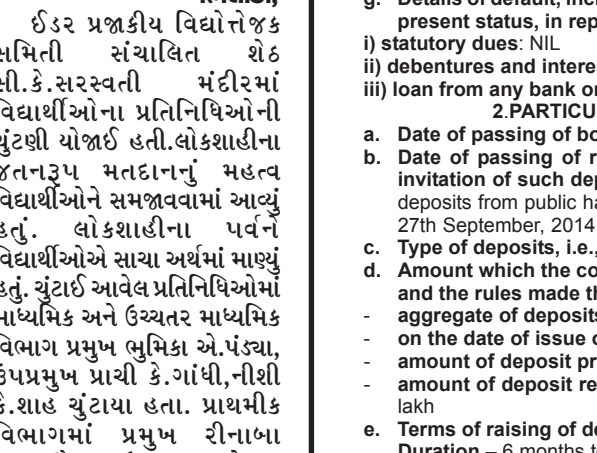 ઈડર પ્રજાકીય વિદ્યોત્તેજક
સમિતી સંચાલિત શેઠ
સી.કે.સરસ્વતી મંદીરમાં
વિદ્યાર્થીઓના પ્રતિનિધિઓની
ચુંટણી યોજાઈ હતી.લોકશાહીના
જતનરૂપ મતદાનનું મહત્વ
વિદ્યાર્થીઓને સમજાવવામાં આવ્યું
હતું. લોકશાહીના પર્વને
વિદ્યાર્થીઓએ સાચા અર્થમાં માણ્યું
હતું. ચુંટાઈ આવેલ પ્રતિનિધિઓમાં
માધ્યમિક અને ઉચ્ચતર માધ્યમિક
વિભાગ પ્રમુખ ભુમિકા એ.પંડ્યા,
ઉપપ્રમુખ પ્રાચી કે.ગાંધી,નીશી
કે.શાહ ચુંટાયા હતા. પ્રાથમીક
વિભાગમાં પ્રમુખ રીનાબા
g. Details of default, incl
present status, in rep
i) statutory dues: NIL
ii) debentures and interes
iii) loan from any bank or
2.PARTICU
a. Date of passing of bo
b. Date of passing of r
invitation of such dep
deposits from public ha
27th September, 2014
c. Type of deposits, i.e.,
d. Amount which the co
and the rules made th
- aggregate of deposits
- on the date of issue o
- amount of deposit pr
- amount of deposit re
lakh
e. Terms of raising of de
Duration – 6 months to